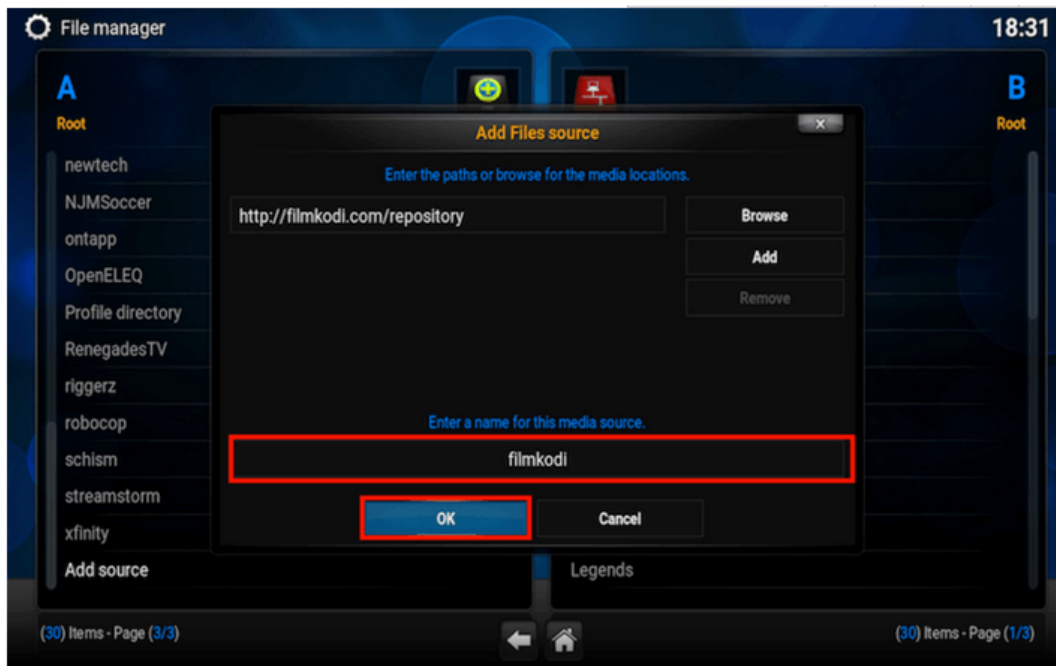 File manager
18:31
A
B
Root
Root
Add Files source
Enter the paths or browse for the media locations.
newtech
NJMSoccer
ontapp
OpenELEQ
Profile directory
RenegadesTV
riggerz
robocop
schism
streamstorm
xfinity
Add source
http://filmkodi.com/repository
Browse
Add
Remove
Enter a name for this media source.
filmkodi
OK
Cancel
Legends
(30) Items - Page (3/3)
(30) Items - Page (1/3)